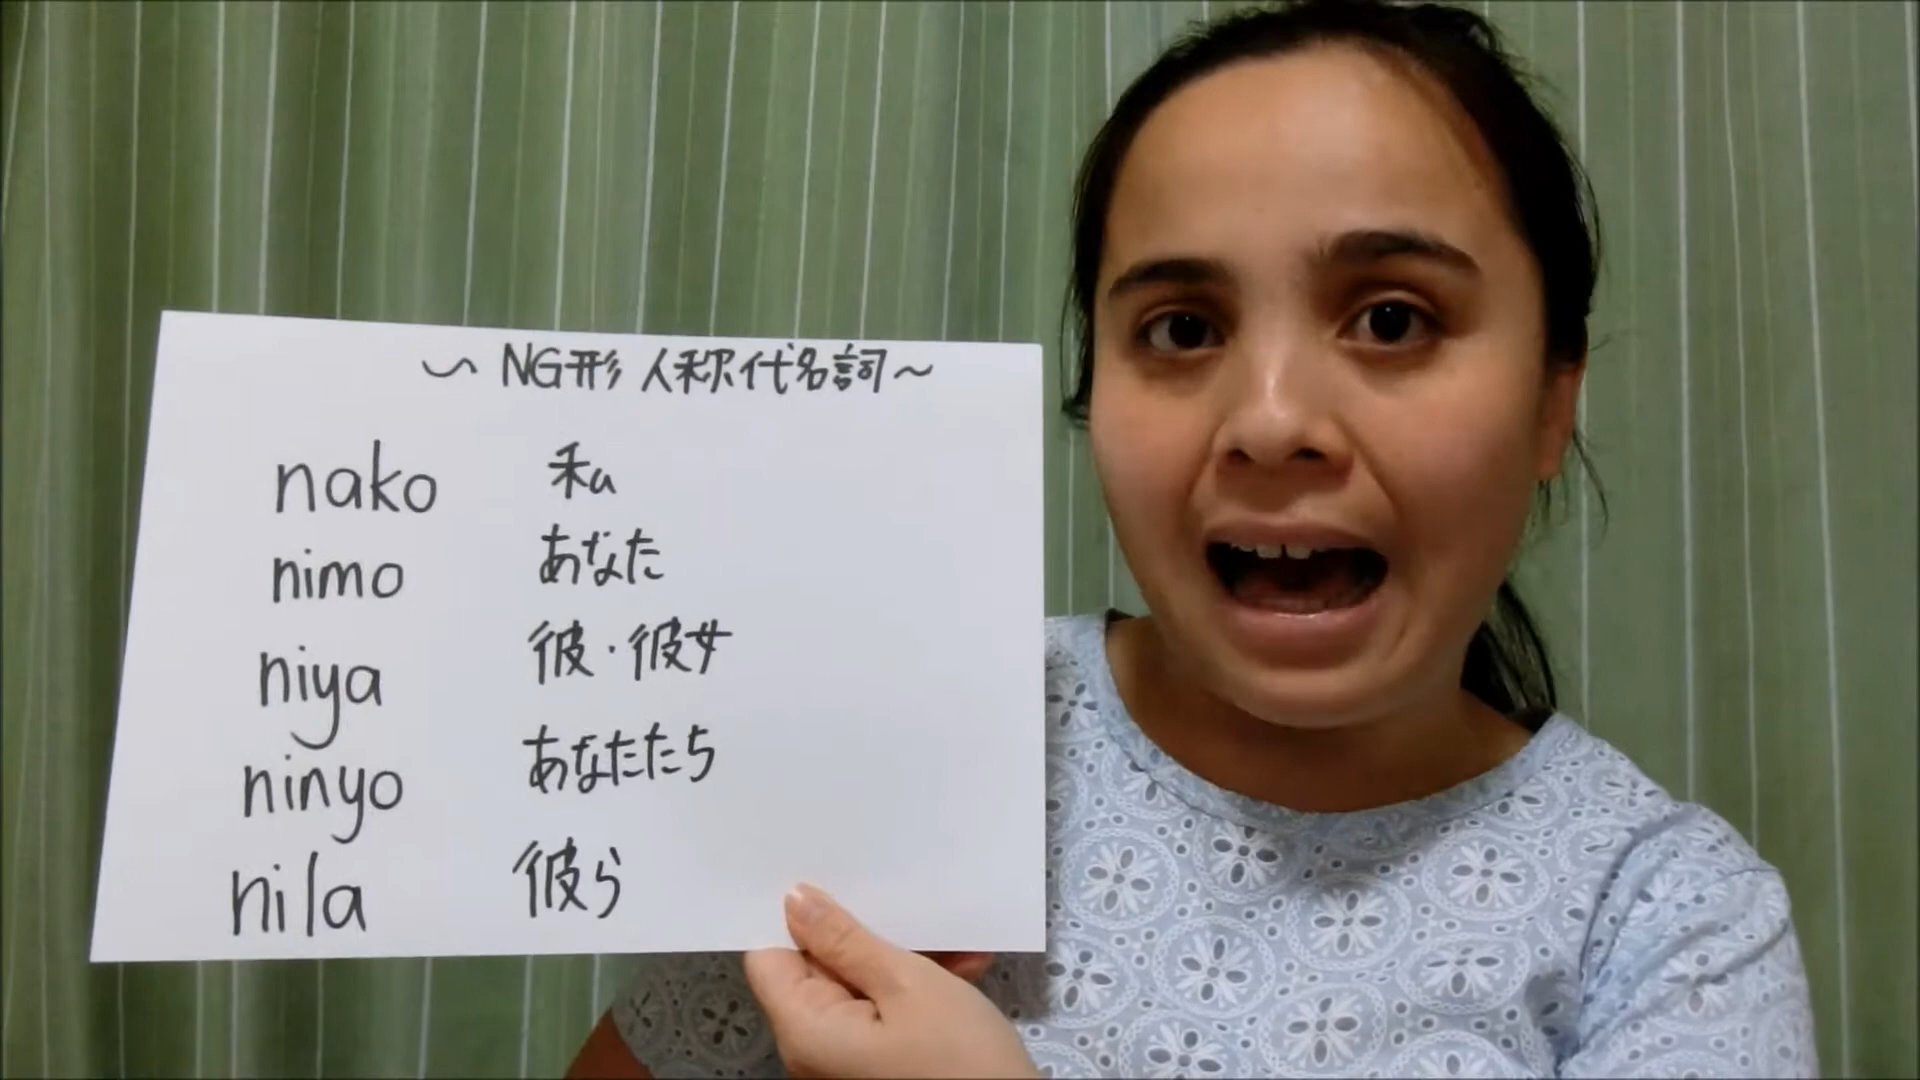 〜 NG形 人称代名詞 〜
nako 私
nimo あなた
niya 彼・彼女
ninyo あなたたち
nila 彼ら